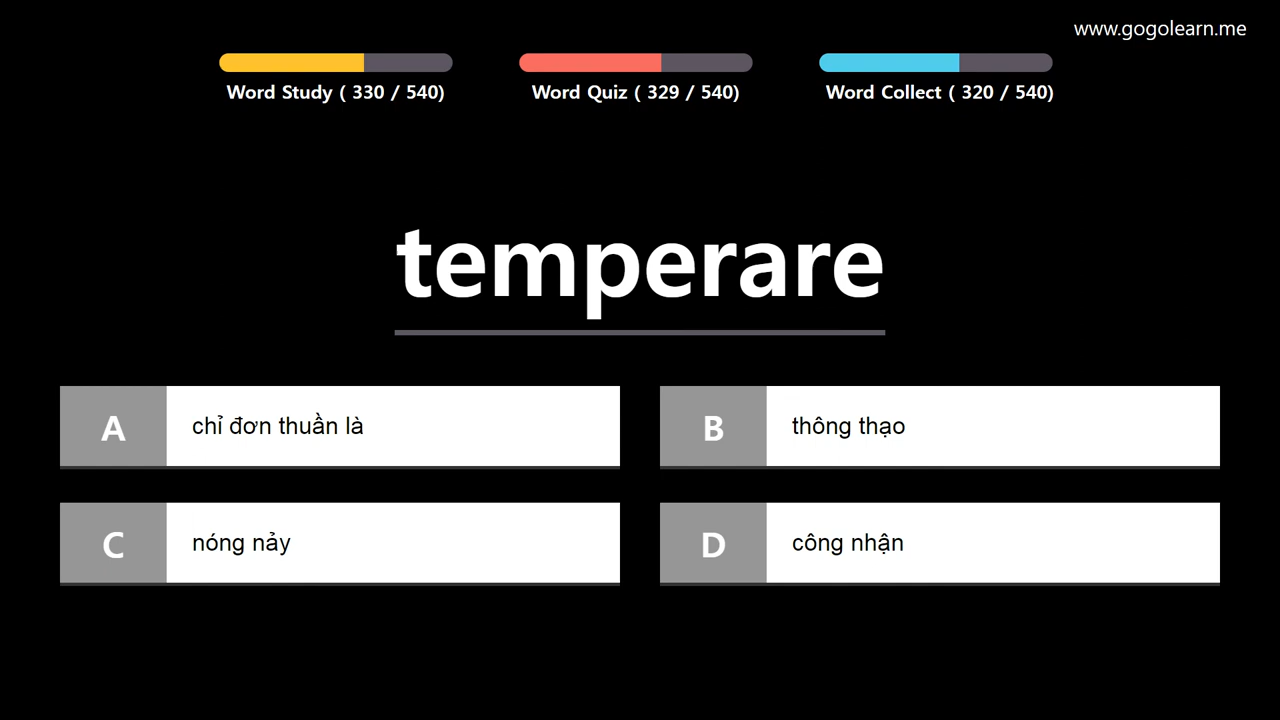 www.gogolearn.me
Word Study ( 330 / 540)
Word Quiz ( 329 / 540)
Word Collect ( 320 / 540)
temperare
A chỉ đơn thuần là
B thông thạo
C nóng nảy
D công nhận